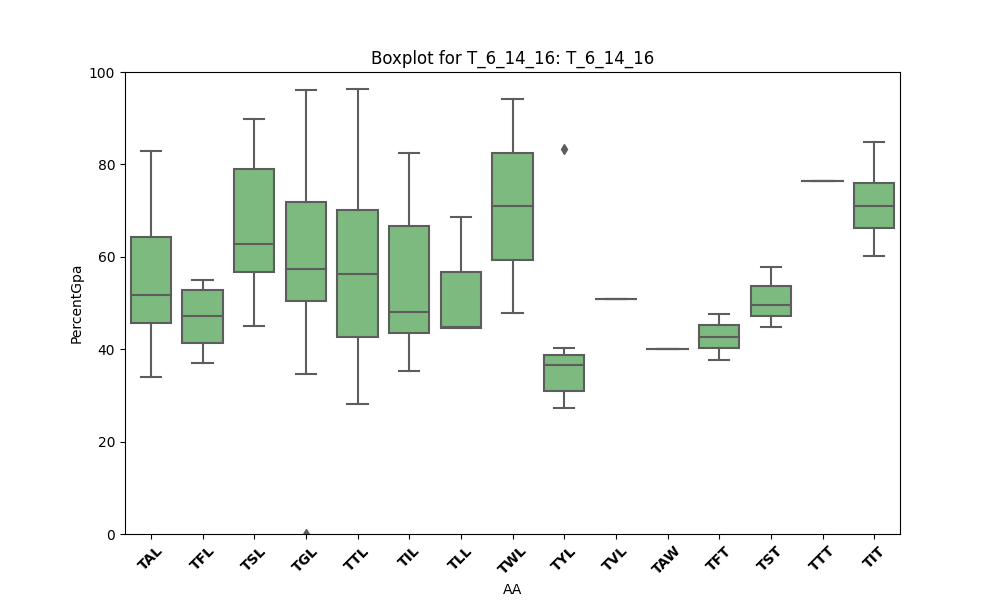 Boxplot for T_6_14_16: T_6_14_16
PercentGpa
100
80
60
40
20
0
TAL TFL TSL TGL TTL TIL TLL TWL TYL TVL TAW TFT TST TTT TIT
AA